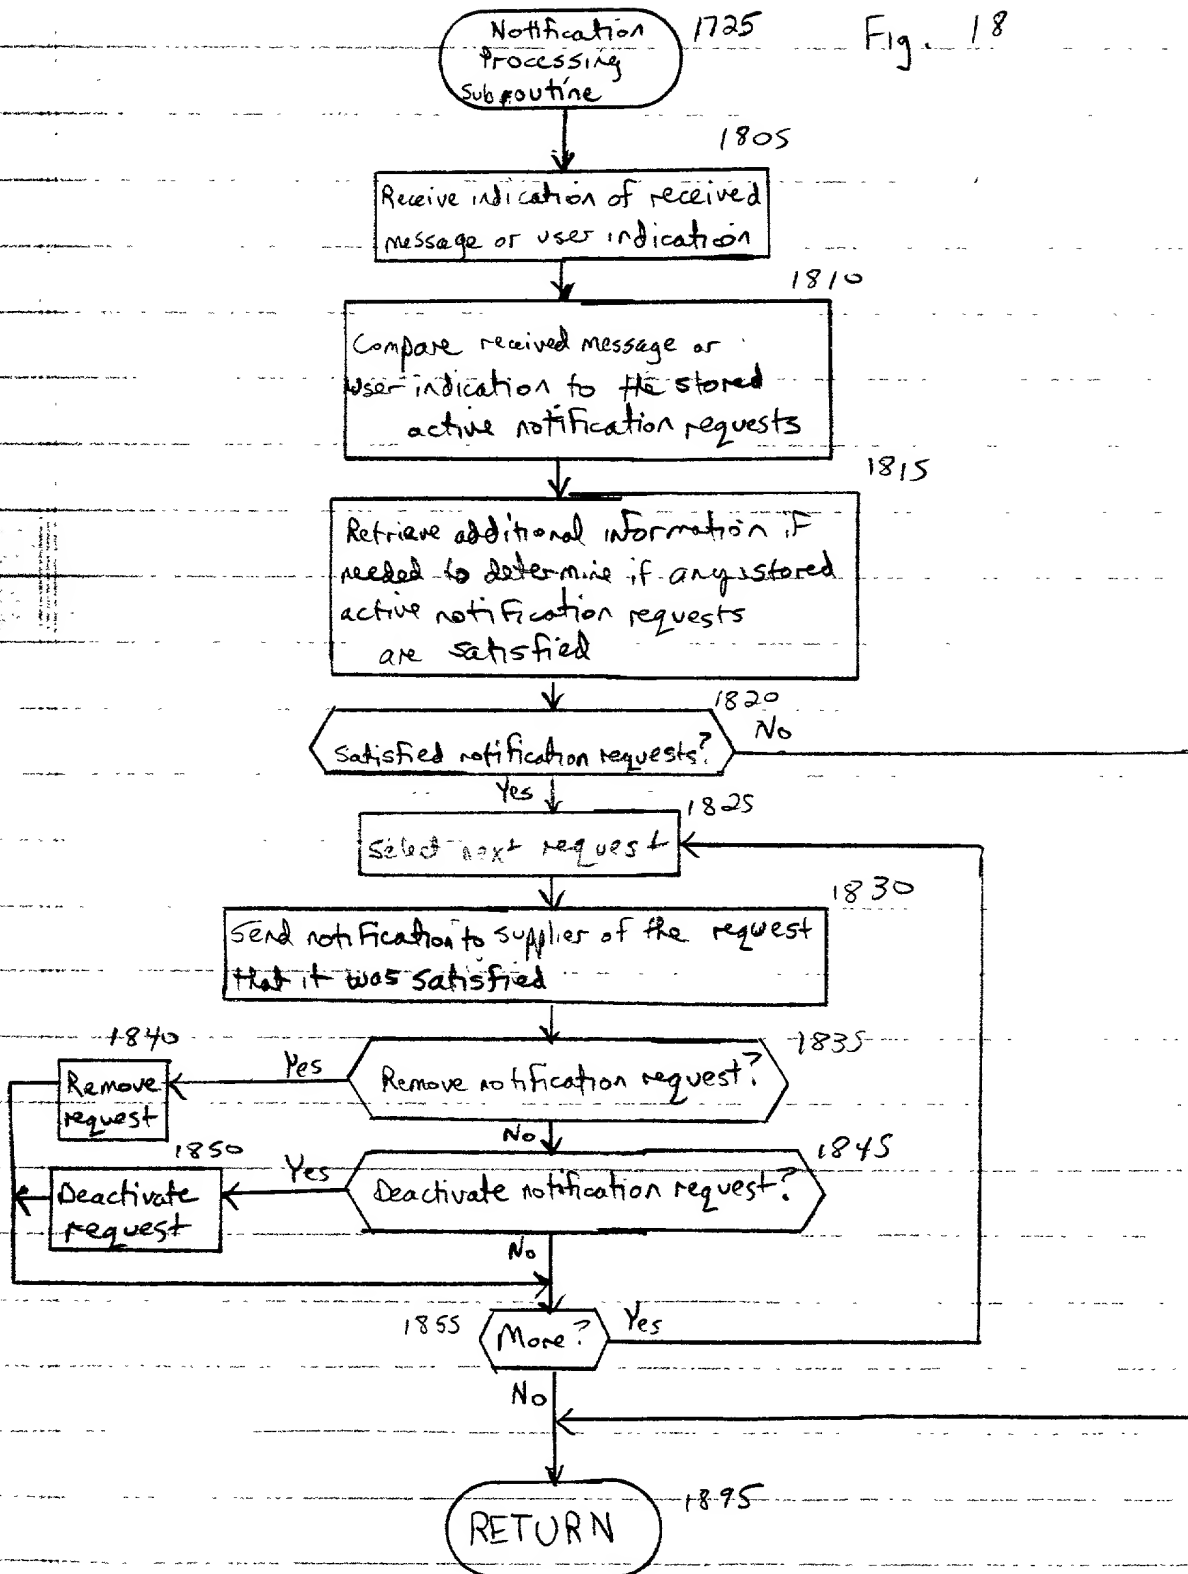 Notification
Processing
Subroutine
1725
Fig. 18
1805
Receive indication of received
message or user indication
1810
Compare received message or
user indication to the stored
active notification requests
1815
Retrieve additional information if
needed to determine if any stored
active notification requests
are satisfied
1820
Satisfied notification requests?
No
Yes
1825
Select next request
1830
Send notification to supplier of the request
that it was satisfied
1835
Remove notification request?
Yes
1840
Remove
request
No
1845
Deactivate notification request?
Yes
1850
Deactivate
request
No
1855
More?
Yes
No
1895
RETURN